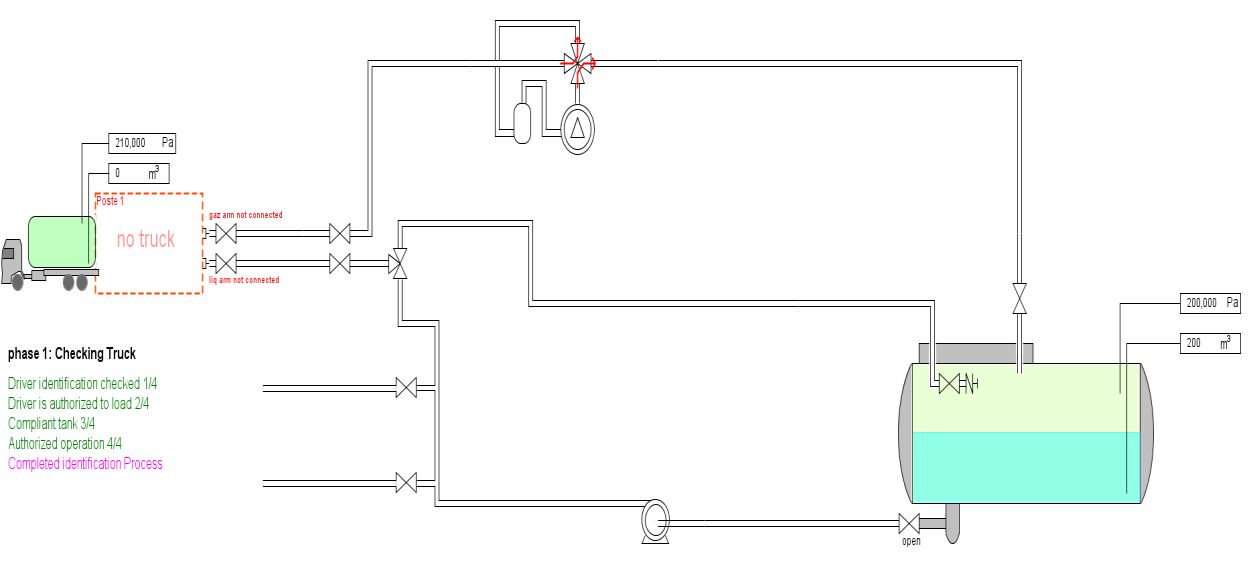 210,000 Pa
0 m³
Poste 1
no truck
gaz arm not connected
liq arm not connected
200,000 Pa
200 m³
phase 1: Checking Truck
Driver identification checked 1/4
Driver is authorized to load 2/4
Compliant tank 3/4
Authorized operation 4/4
Completed identification Process
open